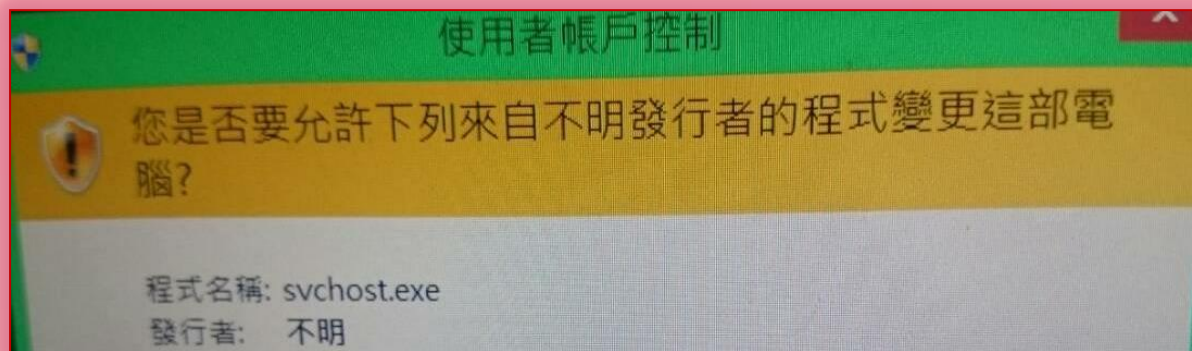 使用者帳戶控制
您是否要允許下列來自不明發行者的程式變更這部電
腦?
程式名稱: svchost.exe
發行者: 不明